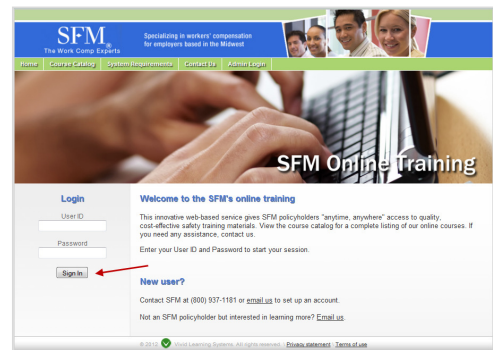 SFM®
The Work Comp Experts
Specializing in workers' compensation
for employers based in the Midwest
Home Course Catalog System Requirements Contact Us Admin Login
SFM Online Training
Login
User ID
Password
Sign In
Welcome to the SFM's online training
This innovative web-based service gives SFM policyholders "anytime, anywhere" access to quality,
cost-effective safety training materials. View the course catalog for a complete listing of our online courses. If
you need any assistance, contact us.
Enter your User ID and Password to start your session.
New user?
Contact SFM at (800) 937-1181 or email us to set up an account.
Not an SFM policyholder but interested in learning more? Email us.
© 2012 Vivid Learning Systems. All rights reserved. | Privacy statement | Terms of use